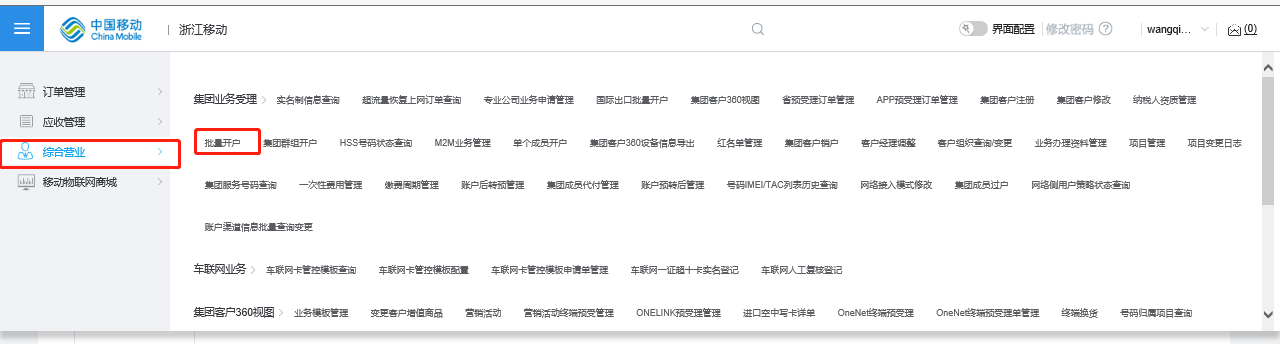 中国移动 China Mobile | 浙江移动 界面配置 修改密码 ? wangqi... (0)
订单管理
应收管理
综合营业
移动物联网商城
集团业务受理 实名制信息查询 超流量恢复上网订单查询 专业公司业务申请管理 国际出口批量开户 集团客户360视图 省预受理订单管理 APP预受理订单管理 集团客户注册 集团客户修改 纳税人资质管理
批量开户 集团群组开户 HSS号码状态查询 M2M业务管理 单个成员开户 集团客户360设备信息导出 红名单管理 集团客户销户 客户经理调整 客户组织查询/变更 业务办理资料管理 项目管理 项目变更日志
集团服务号码查询 一次性费用管理 缴费周期管理 账户后转预管理 集团成员代付管理 账户预转后管理 号码IMEI/TAC列表历史查询 网络接入模式修改 集团成员过户 网络侧用户策略状态查询
账户渠道信息批量查询变更
车联网业务 车联网卡管控模板查询 车联网卡管控模板配置 车联网卡管控模板申请单管理 车联网一证超十卡实名登记 车联网人工复核登记
集团客户360视图 业务模板管理 变更客户增值商品 营销活动 营销活动终端预受管理 ONELINK预受理管理 进口空中写卡详单 OneNet终端预受理 OneNet终端预受理单管理 终端换货 号码归属项目查询